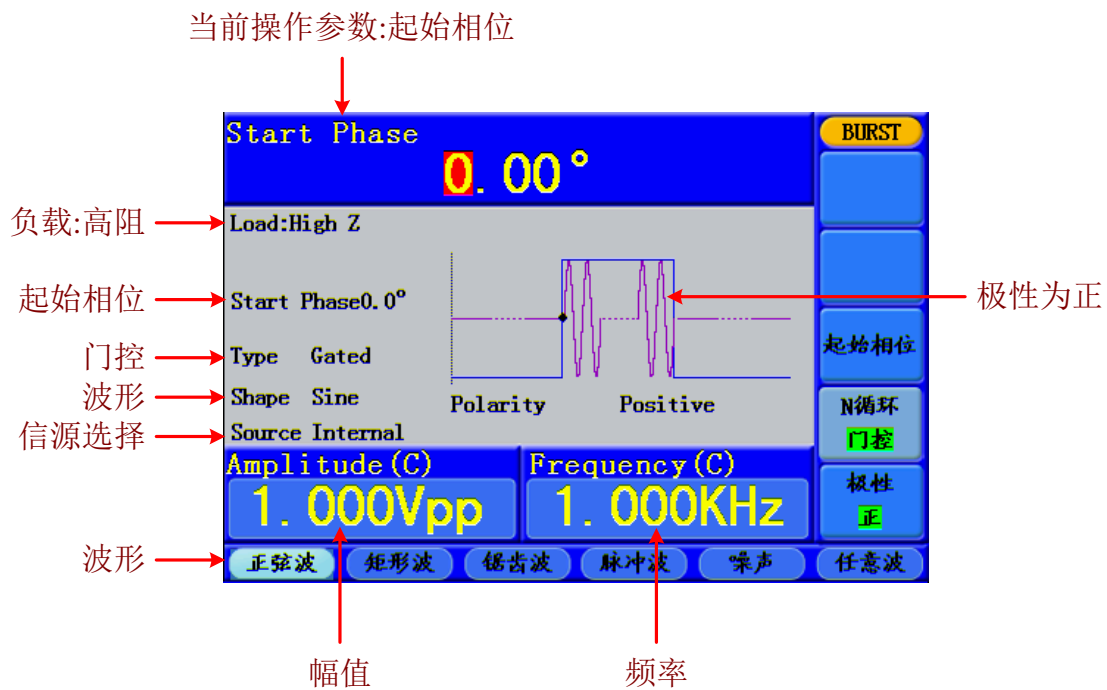 当前操作参数:起始相位
Start Phase
0.00°
BURST
负载:高阻
Load:High Z
起始相位
Start Phase0.0°
极性为正
起始相位
门控
Type Gated
波形
Shape Sine
Polarity Positive
N循环
门控
信源选择
Source Internal
Amplitude(C)
Frequency(C)
1.000Vpp
1.000KHz
极性
正
波形
正弦波 矩形波 锯齿波 脉冲波 噪声 任意波
幅值
频率